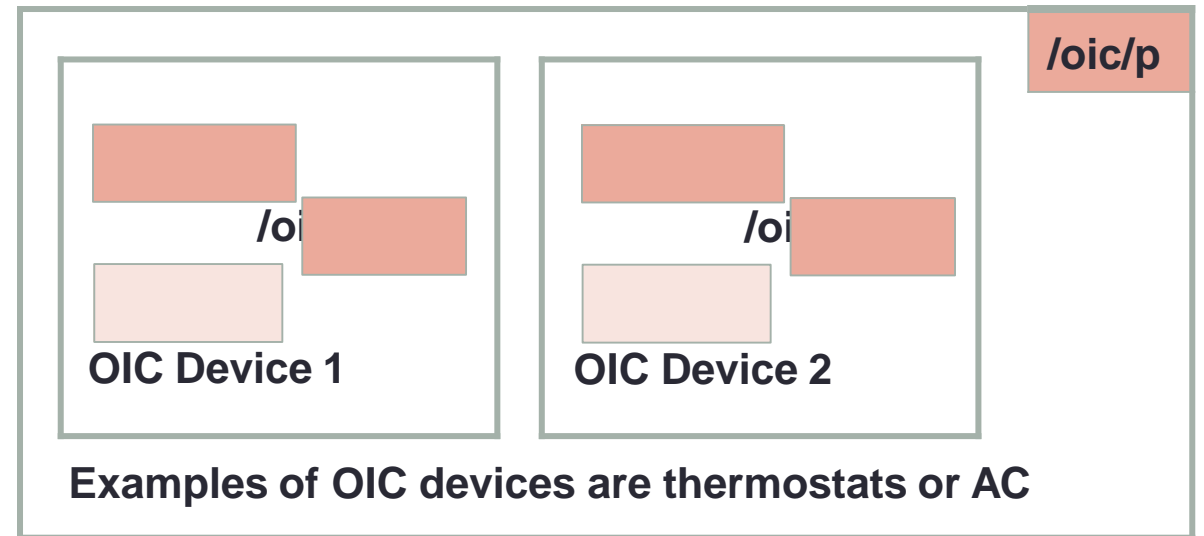 /oic/p
/oi /oi
OIC Device 1 OIC Device 2
Examples of OIC devices are thermostats or AC